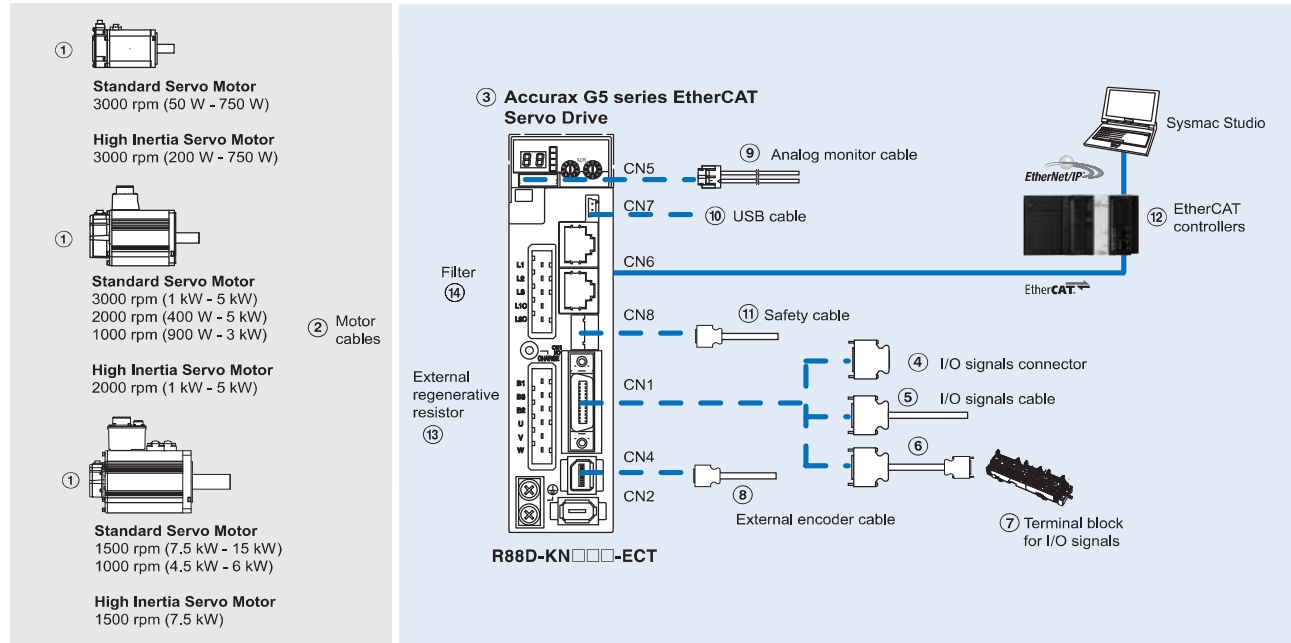 ①
Standard Servo Motor
3000 rpm (50 W - 750 W)
High Inertia Servo Motor
3000 rpm (200 W - 750 W)
①
Standard Servo Motor
3000 rpm (1 kW - 5 kW)
2000 rpm (400 W - 5 kW)
1000 rpm (900 W - 3 kW)
High Inertia Servo Motor
2000 rpm (1 kW - 5 kW)
① 
Standard Servo Motor
1500 rpm (7.5 kW - 15 kW)
1000 rpm (4.5 kW - 6 kW)
High Inertia Servo Motor
1500 rpm (7.5 kW)
② Motor
cables
③ Accurax G5 series EtherCAT
Servo Drive
ADR
88
Filter
⑭
L1
L2
L3
L1C
L2C
CHARGE
External
regenerative
resistor
⑬
B1
B3
B2
U
V
W
CN5
CN7
CN6
CN8
CN1
CN4
CN2
R88D-KN□□□-ECT
⑨ Analog monitor cable
⑩ USB cable
⑪ Safety cable
④ I/O signals connector
⑤ I/O signals cable
⑥
⑦ Terminal block
for I/O signals
⑧
External encoder cable
Sysmac Studio
EtherNet/IP
⑫ EtherCAT
controllers
EtherCAT